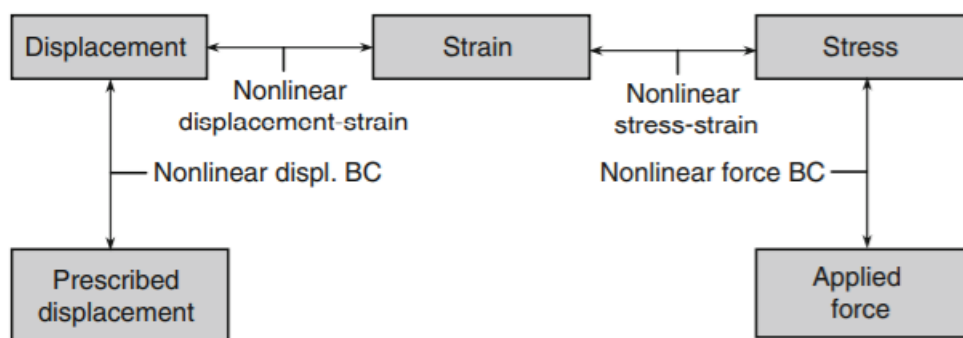 Displacement
Strain
Stress
Nonlinear
displacement-strain
Nonlinear
stress-strain
Nonlinear displ. BC
Nonlinear force BC
Prescribed
displacement
Applied
force